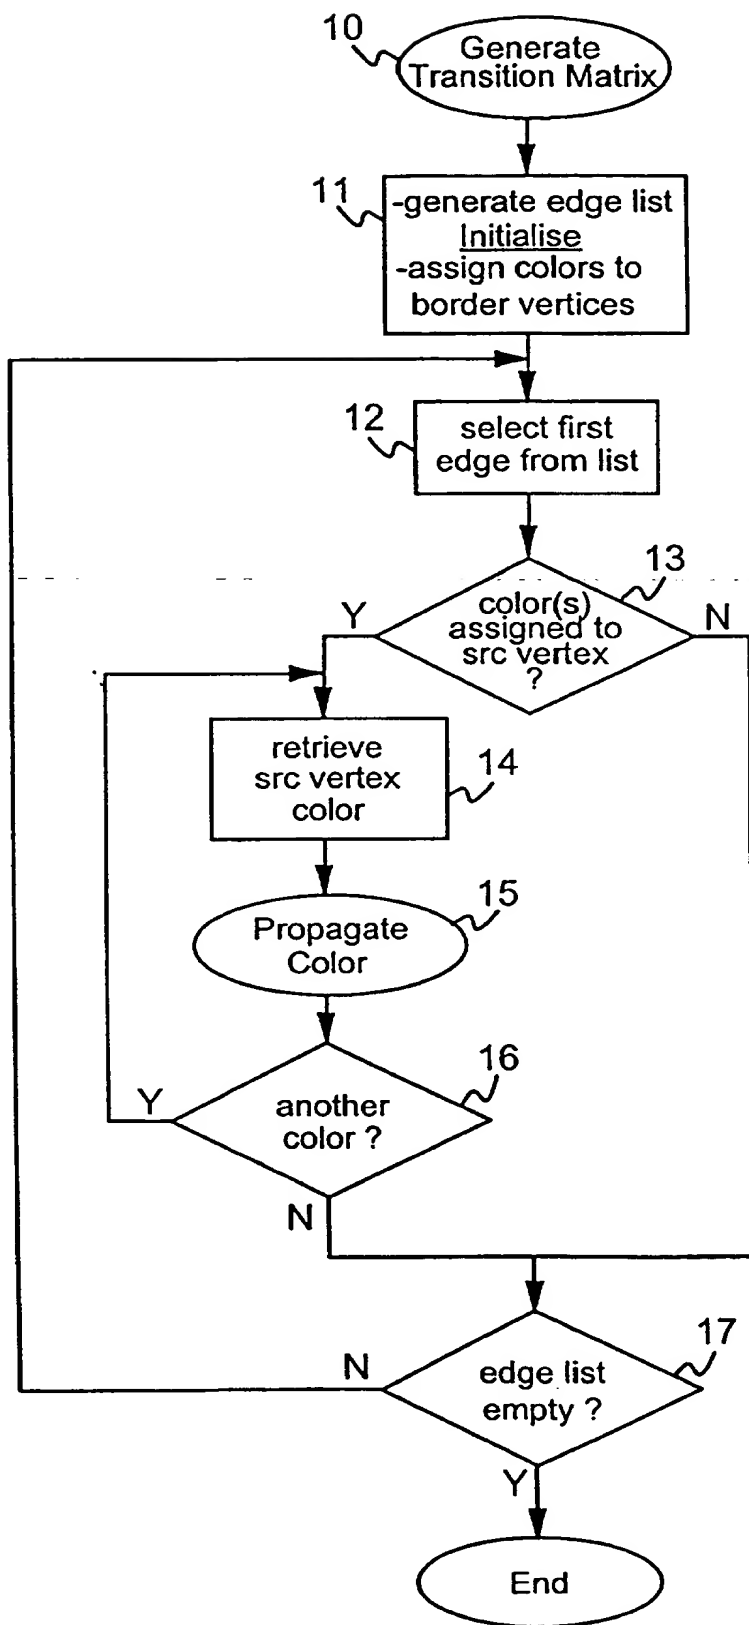 10
Generate
Transition Matrix
11
-generate edge list
Initialise
-assign colors to
border vertices
12
select first
edge from list
13
Y
color(s)
assigned to
src vertex
?
N
retrieve
src vertex
color
14
15
Propagate
Color
16
Y
another
color ?
N
17
N
edge list
empty ?
Y
End